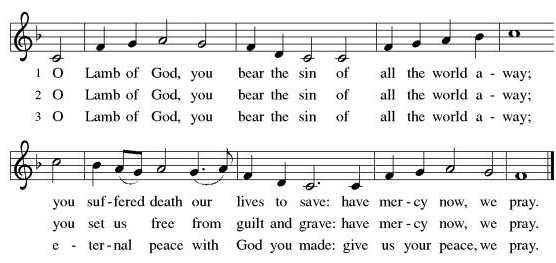 1 O Lamb of God, you bear the sin of all the world a - way;
2 O Lamb of God, you bear the sin of all the world a - way;
3 O Lamb of God, you bear the sin of all the world a - way;
you suf - fered death our lives to save: have mer - cy now, we pray.
you set us free from guilt and grave: have mer - cy now, we pray.
e - ter - nal peace with God you made: give us your peace, we pray.